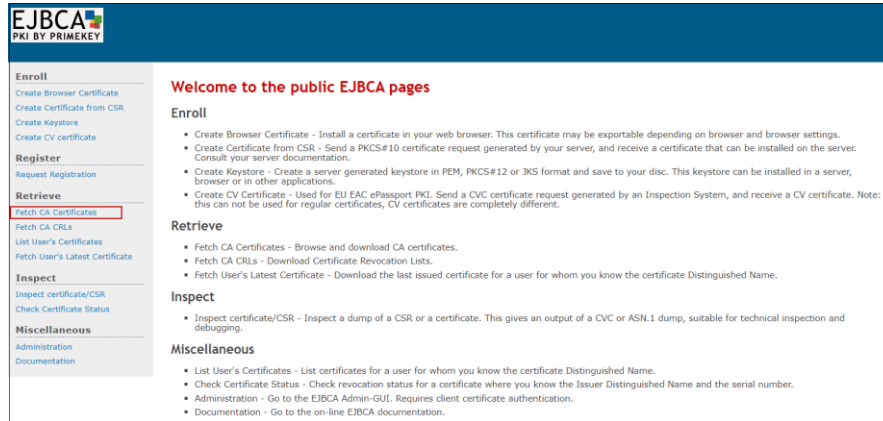 EJBCA
PKI BY PRIMEKEY
Enroll
Create Browser Certificate
Create Certificate from CSR
Create Keystore
Create CV certificate
Register
Request Registration
Retrieve
Fetch CA Certificates
Fetch CA CRLs
List User's Certificates
Fetch User's Latest Certificate
Inspect
Inspect certificate/CSR
Check Certificate Status
Miscellaneous
Administration
Documentation
Welcome to the public EJBCA pages
Enroll
▪ Create Browser Certificate - Install a certificate in your web browser. This certificate may be exportable depending on browser and browser settings.
▪ Create Certificate from CSR - Send a PKCS#10 certificate request generated by your server, and receive a certificate that can be installed on the server.
Consult your server documentation.
▪ Create Keystore - Create a server generated keystore in PEM, PKCS#12 or JKS format and save to your disc. This keystore can be installed in a server,
browser or in other applications.
▪ Create CV Certificate - Used for EU EAC ePassport PKI. Send a CVC certificate request generated by an Inspection System, and receive a CV certificate. Note:
this can not be used for regular certificates, CV certificates are completely different.
Retrieve
▪ Fetch CA Certificates - Browse and download CA certificates.
▪ Fetch CA CRLs - Download Certificate Revocation Lists.
▪ Fetch User's Latest Certificate - Download the last issued certificate for a user for whom you know the certificate Distinguished Name.
Inspect
▪ Inspect certificate/CSR - Inspect a dump of a CSR or a certificate. This gives an output of a CVC or ASN.1 dump, suitable for technical inspection and
debugging.
Miscellaneous
▪ List User's Certificates - List certificates for a user for whom you know the certificate Distinguished Name.
▪ Check Certificate Status - Check revocation status for a certificate where you know the Issuer Distinguished Name and the serial number.
▪ Administration - Go to the EJBCA Admin-GUI. Requires client certificate authentication.
▪ Documentation - Go to the on-line EJBCA documentation.